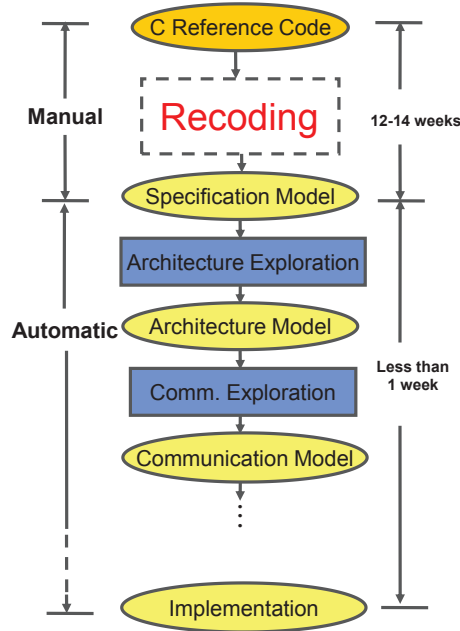 C Reference Code
Manual
Recoding
12-14 weeks
Specification Model
Architecture Exploration
Automatic
Architecture Model
Less than
1 week
Comm. Exploration
Communication Model
Implementation